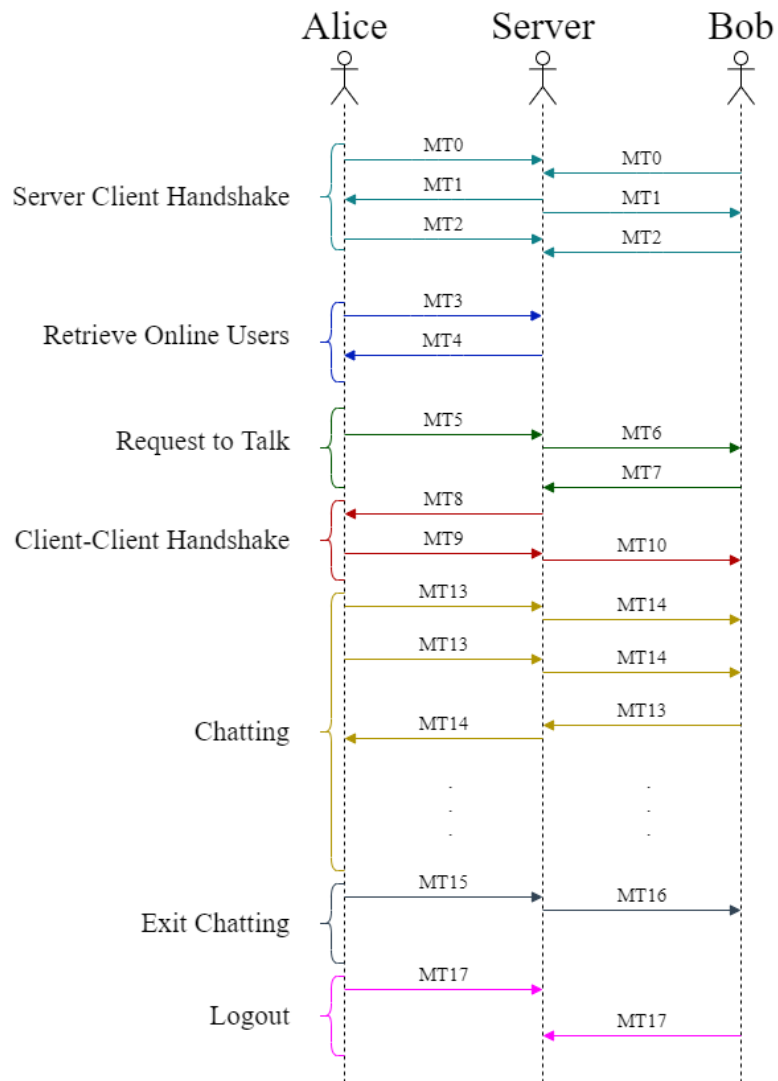 Alice Server Bob
MT0
MT0
Server Client Handshake
MT1
MT1
MT2
MT2
Retrieve Online Users
MT3
MT4
Request to Talk
MT5
MT6
MT7
Client-Client Handshake
MT8
MT9
MT10
Chatting
MT13
MT14
MT13
MT14
MT13
MT14
Exit Chatting
MT15
MT16
Logout
MT17
MT17